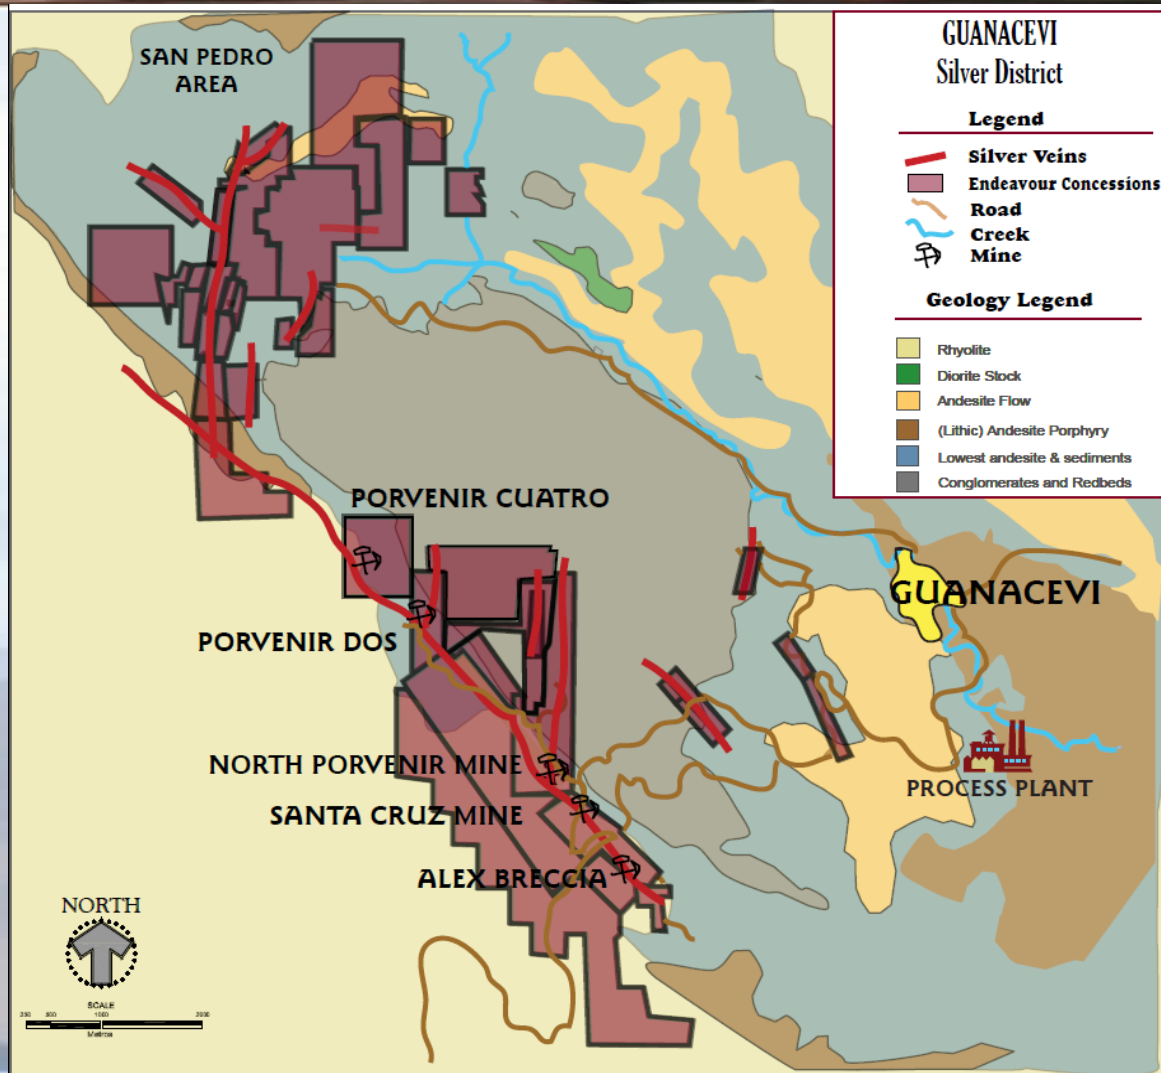 SAN PEDRO
AREA
GUANACEVI
Silver District
Legend
Silver Veins
Endeavour Concessions
Road
Creek
Mine
Geology Legend
Rhyolite
Diorite Stock
Andesite Flow
(Lithic) Andesite Porphyry
Lowest andesite & sediments
Conglomerates and Redbeds
PORVENIR CUATRO
GUANACEVI
PORVENIR DOS
NORTH PORVENIR MINE
SANTA CRUZ MINE
PROCESS PLANT
ALEX BRECCIA
NORTH
SCALE
Metros